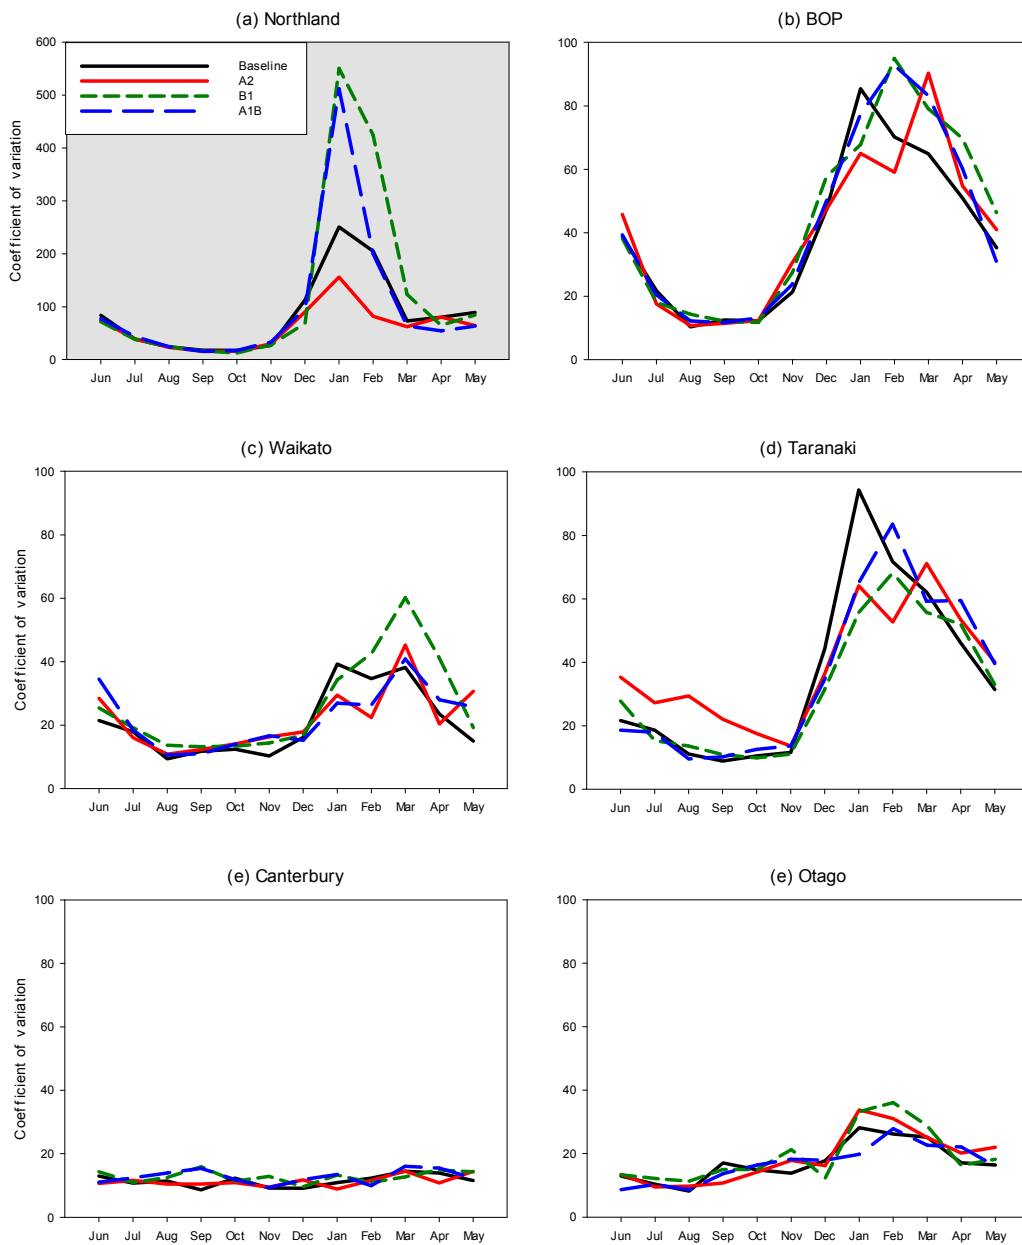 (a) Northland
(b) BOP
Coefficient of variation
600
500
400
300
200
100
0
Baseline
A2
B1
A1B
Jun Jul Aug Sep Oct Nov Dec Jan Feb Mar Apr May
100
80
60
40
20
0
Jun Jul Aug Sep Oct Nov Dec Jan Feb Mar Apr May
(c) Waikato
(d) Taranaki
Coefficient of variation
100
80
60
40
20
0
Jun Jul Aug Sep Oct Nov Dec Jan Feb Mar Apr May
100
80
60
40
20
0
Jun Jul Aug Sep Oct Nov Dec Jan Feb Mar Apr May
(e) Canterbury
(e) Otago
Coefficient of variation
100
80
60
40
20
0
Jun Jul Aug Sep Oct Nov Dec Jan Feb Mar Apr May
100
80
60
40
20
0
Jun Jul Aug Sep Oct Nov Dec Jan Feb Mar Apr May